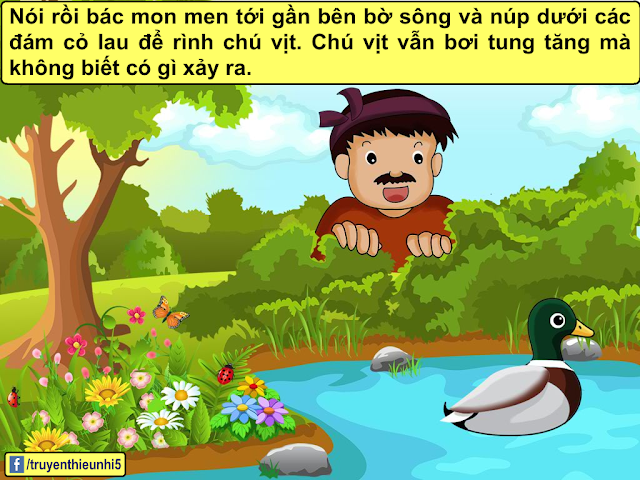 Nói rồi bác mon men tới gần bên bờ sông và núp dưới các
đám cỏ lau để rình chú vịt. Chú vịt vẫn bơi tung tăng mà
không biết có gì xảy ra.
f /truyenthieunhi5